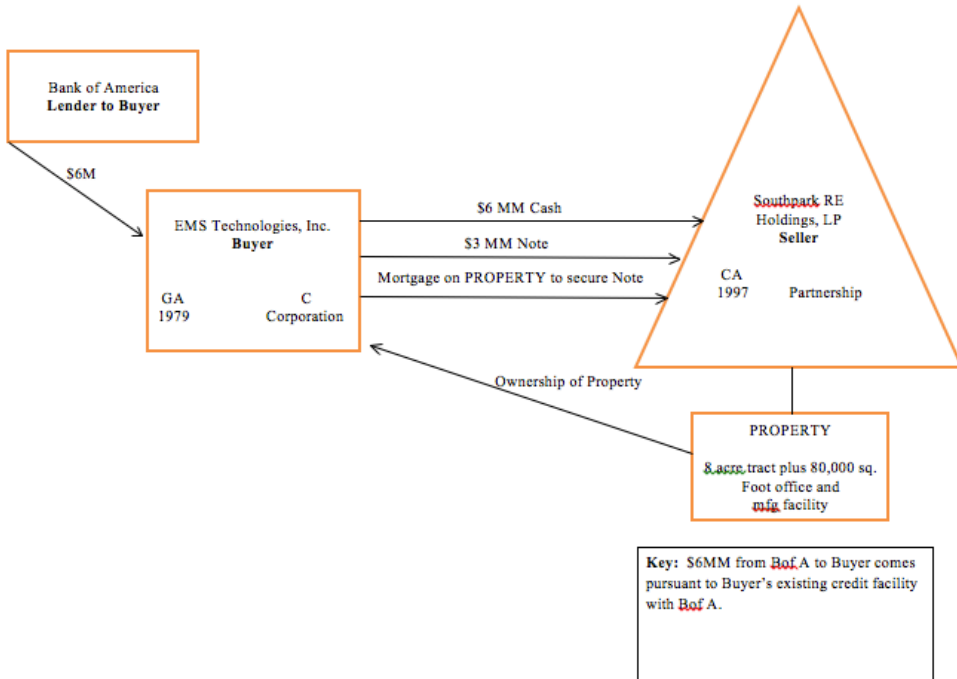 Bank of America
Lender to Buyer
$6M
EMS Technologies, Inc.
Buyer
GA
1979
C
Corporation
$6 MM Cash
$3 MM Note
Mortgage on PROPERTY to secure Note
Southpark RE
Holdings, LP
Seller
CA
1997
Partnership
Ownership of Property
PROPERTY
8 acre tract plus 80,000 sq.
Foot office and
mfg facility
Key: $6MM from Bof A to Buyer comes
pursuant to Buyer's existing credit facility
with Bof A.